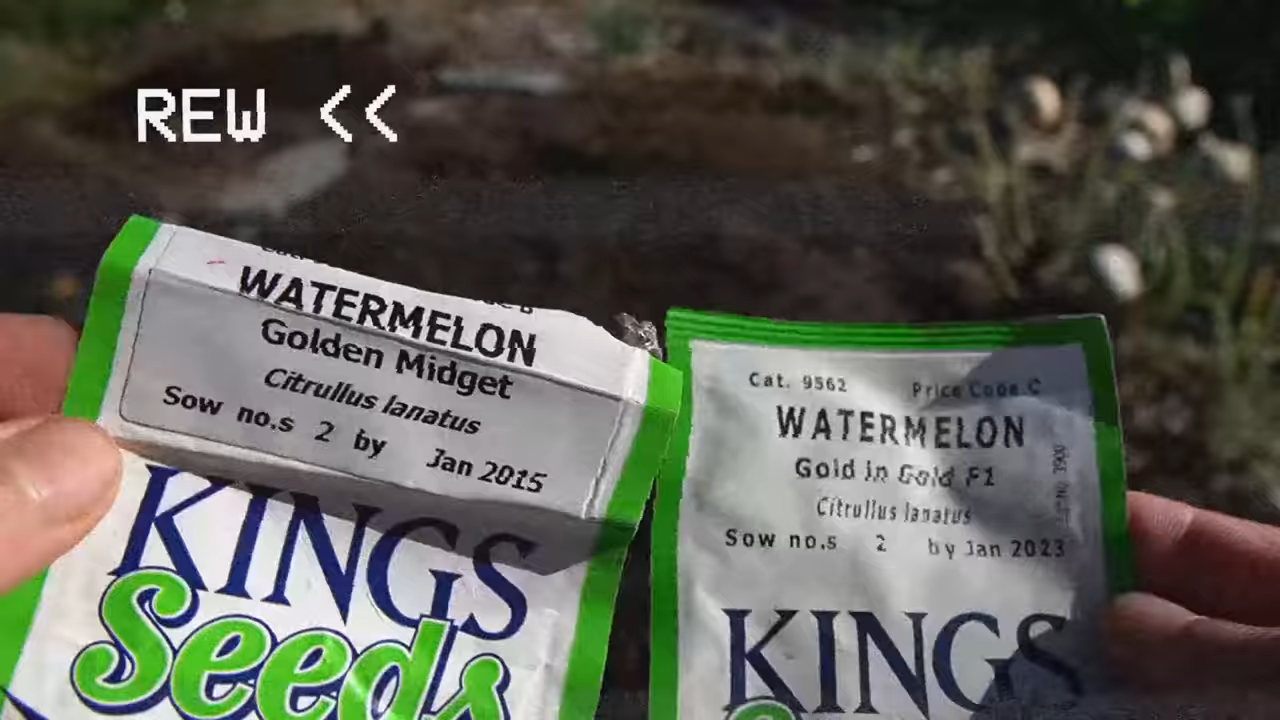 REW <<
WATERMELON
Golden Midget
Citrullus lanatus
Sow no.s 2 by Jan 2015
KINGS
Seeds
Cat. 9562 Price Code C
WATERMELON
Gold in Gold F1
Citrullus lanatus
Sow no.s 2 by Jan 2023
KINGS